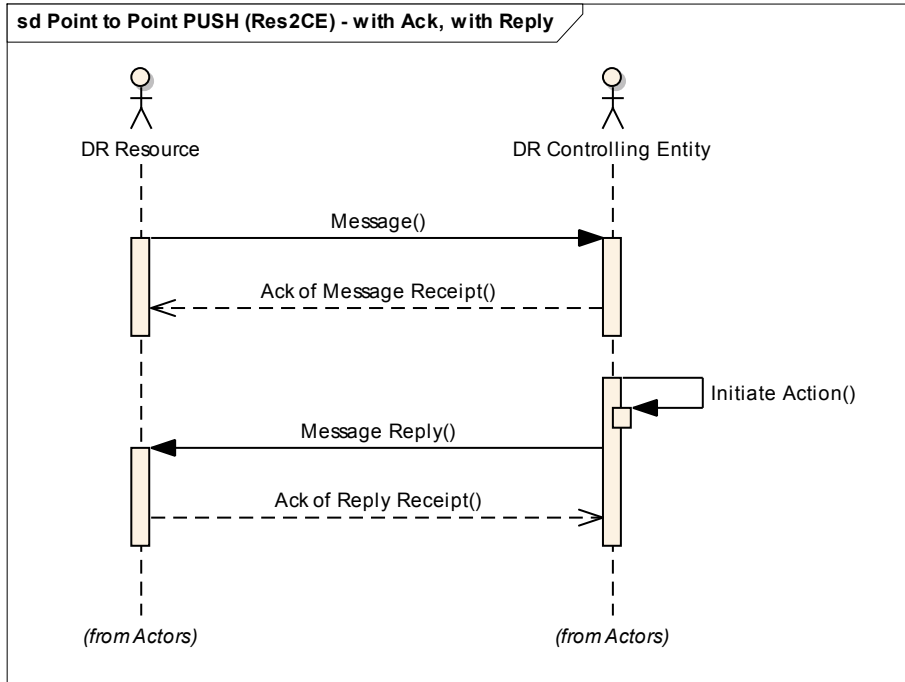 sd Point to Point PUSH (Res2CE) - with Ack, with Reply
DR Resource
DR Controlling Entity
Message()
Ack of Message Receipt()
Initiate Action()
Message Reply()
Ack of Reply Receipt()
(from Actors)
(from Actors)